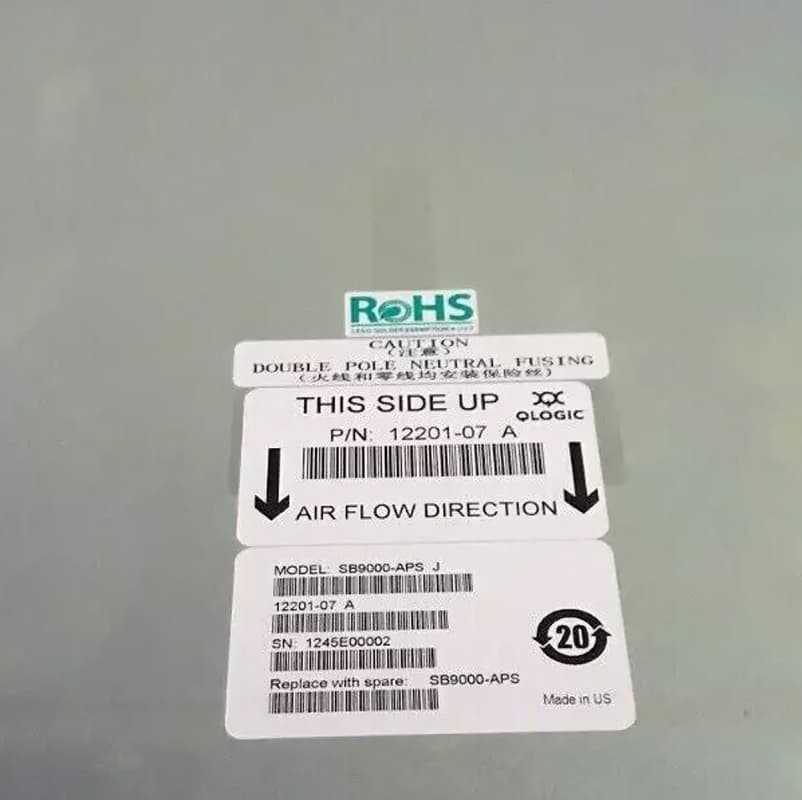 RoHS
CAUTION
(注意)
DOUBLE POLE NEUTRAL FUSING
(火线和零线均安装保险丝)
THIS SIDE UP
QLOGIC
P/N: 12201-07 A
AIR FLOW DIRECTION
MODEL: SB9000-APS J
12201-07 A
SN: 1245E00002
20
Replace with spare: SB9000-APS
Made in US